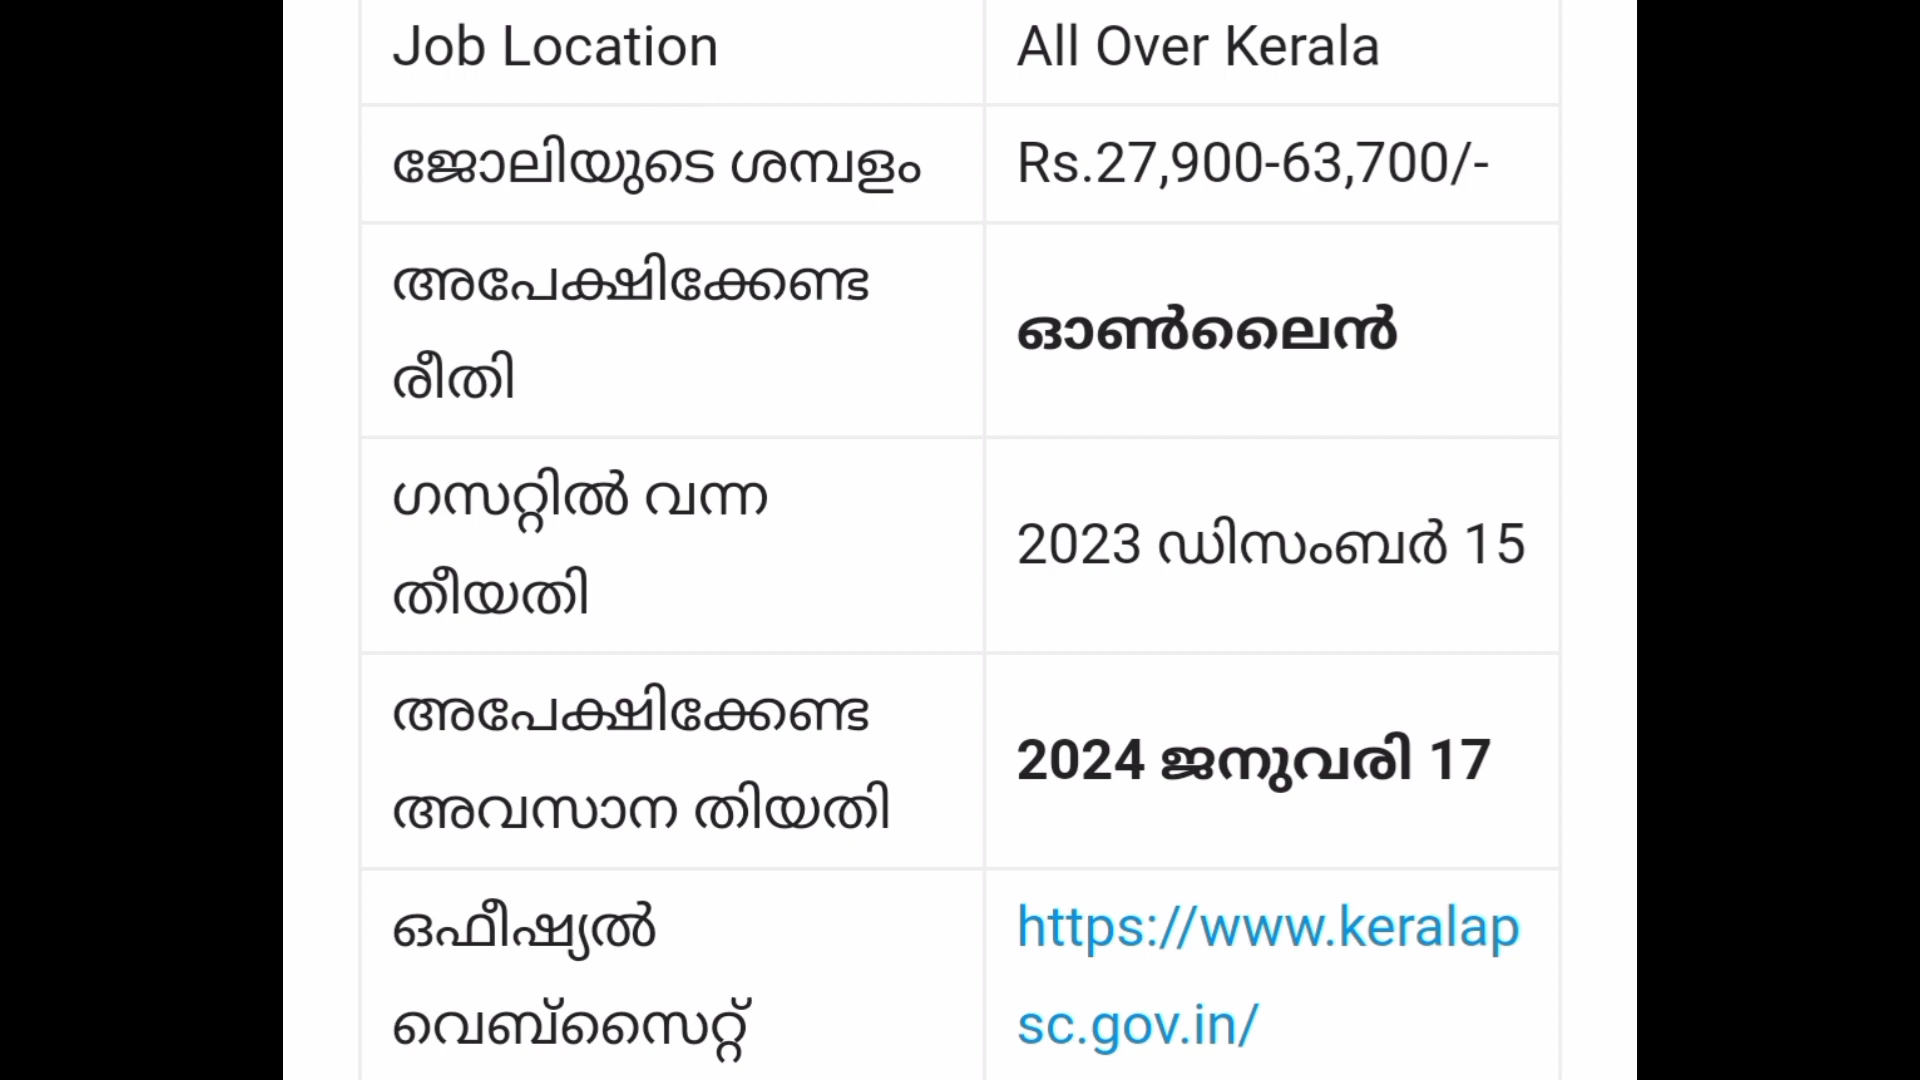 Job Location
All Over Kerala
ജോലിയുടെ ശമ്പളം
Rs.27,900-63,700/-
അപേക്ഷിക്കേണ്ട
രീതി
ഓൺലൈൻ
ഗസറ്റിൽ വന്ന
തീയതി
2023 ഡിസംബർ 15
അപേക്ഷിക്കേണ്ട
അവസാന തിയതി
2024 ജനുവരി 17
ഒഫീഷ്യൽ
വെബ്സൈറ്റ്
https://www.keralap
sc.gov.in/